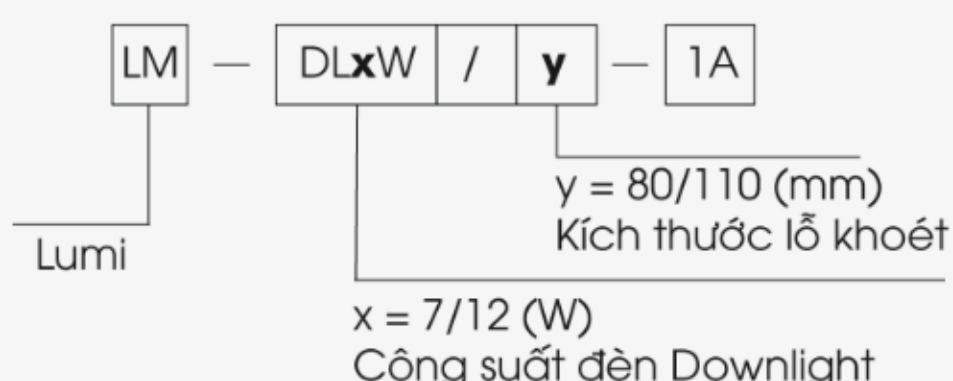 LM — DLxW / y — 1A
y = 80/110 (mm)
Kích thước lỗ khoét
Lumi
x = 7/12 (W)
Công suất đèn Downlight